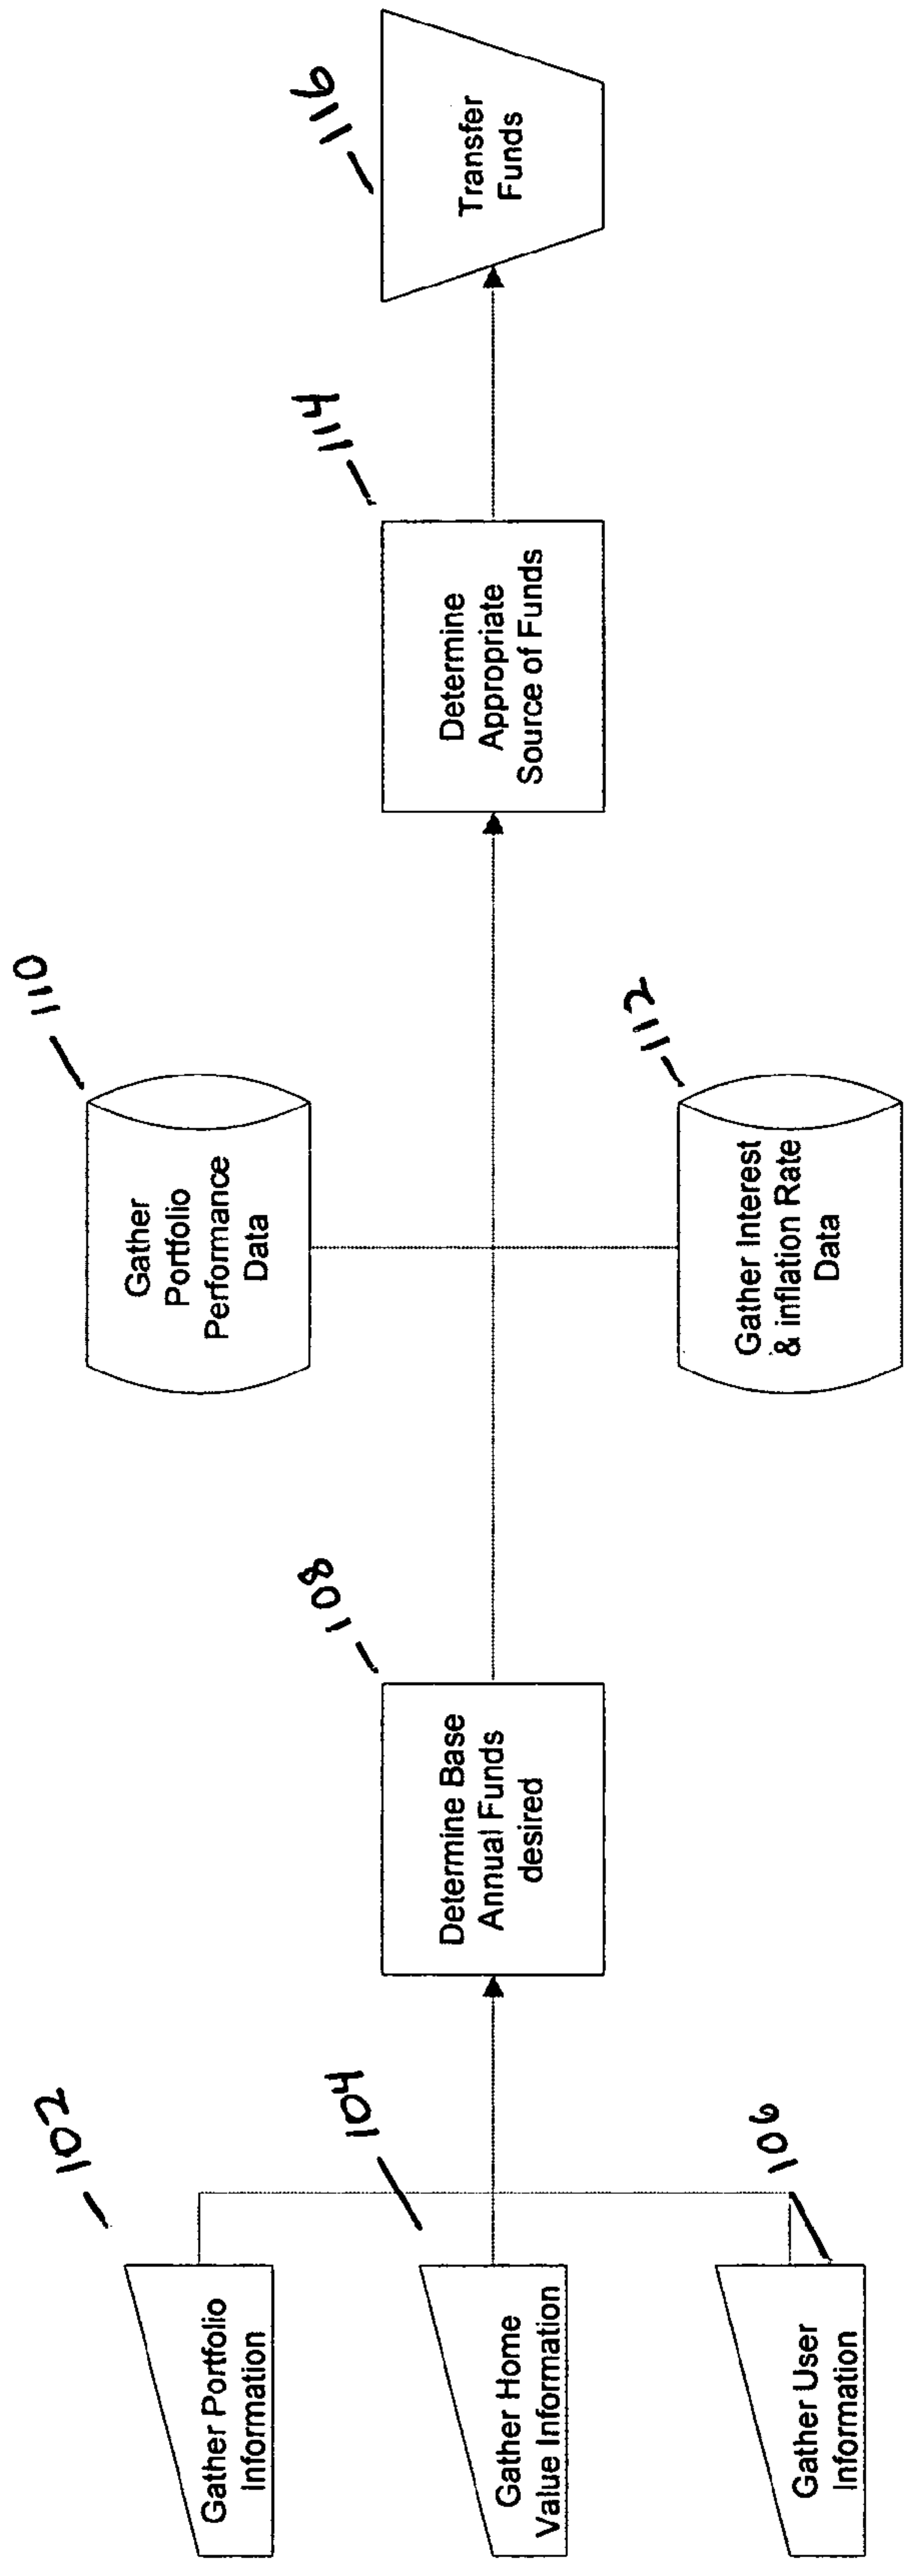 102
Gather Portfolio
Information
104
Gather Home
Value Information
106
Gather User
Information
108
Determine Base
Annual Funds
desired
110
Gather
Portfolio
Performance
Data
112
Gather Interest
& inflation Rate
Data
114
Determine
Appropriate
Source of Funds
116
Transfer
Funds